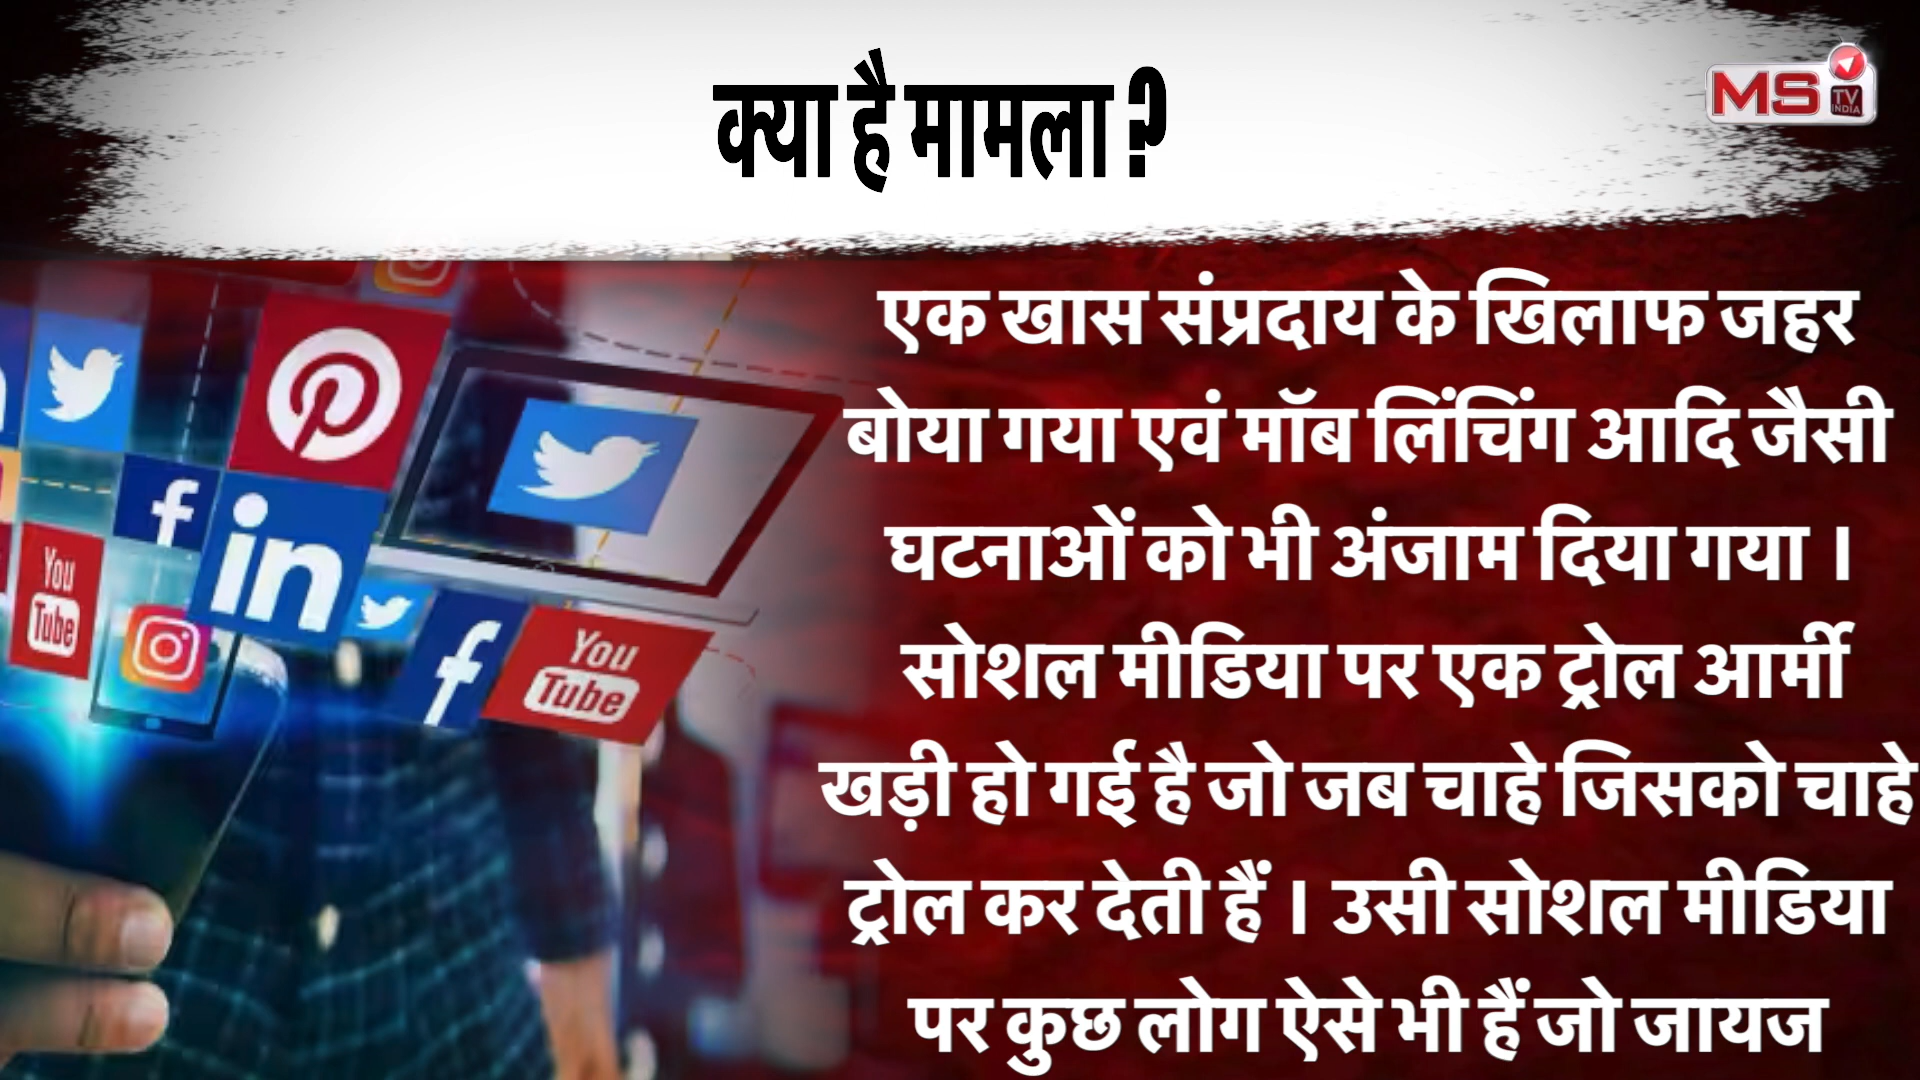 क्या है मामला ?
MS
TV
INDIA
एक खास संप्रदाय के खिलाफ जहर
बोया गया एवं मॉब लिंचिंग आदि जैसी
घटनाओं को भी अंजाम दिया गया ।
सोशल मीडिया पर एक ट्रोल आर्मी
खड़ी हो गई है जो जब चाहे जिसको चाहे
ट्रोल कर देती हैं । उसी सोशल मीडिया
पर कुछ लोग ऐसे भी हैं जो जायज
f
in
You
Tube
f
You
Tube